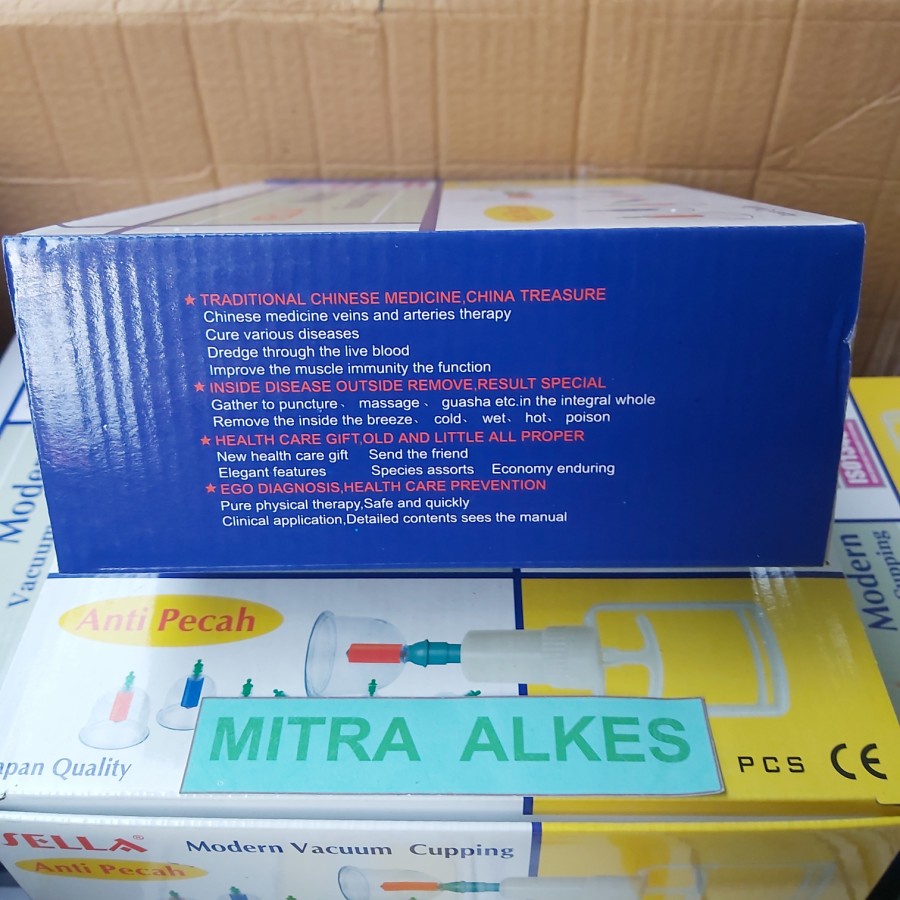 ★ TRADITIONAL CHINESE MEDICINE,CHINA TREASURE
Chinese medicine veins and arteries therapy
Cure various diseases
Dredge through the live blood
Improve the muscle immunity the function
★ INSIDE DISEASE OUTSIDE REMOVE,RESULT SPECIAL
Gather to puncture、 massage、 guasha etc.in the integral whole
Remove the inside the breeze、 cold、 wet、 hot、 poison
★ HEALTH CARE GIFT,OLD AND LITTLE ALL PROPER
New health care gift Send the friend
Elegant features Species assorts Economy enduring
★ EGO DIAGNOSIS,HEALTH CARE PREVENTION
Pure physical therapy,Safe and quickly
Clinical application,Detailed contents sees the manual
Modern
Vacuum
Modern
Cupping
Anti Pecah
MITRA ALKES
Quality
PCS CE
SELLA®
Modern Vacuum Cupping
Anti Pecah